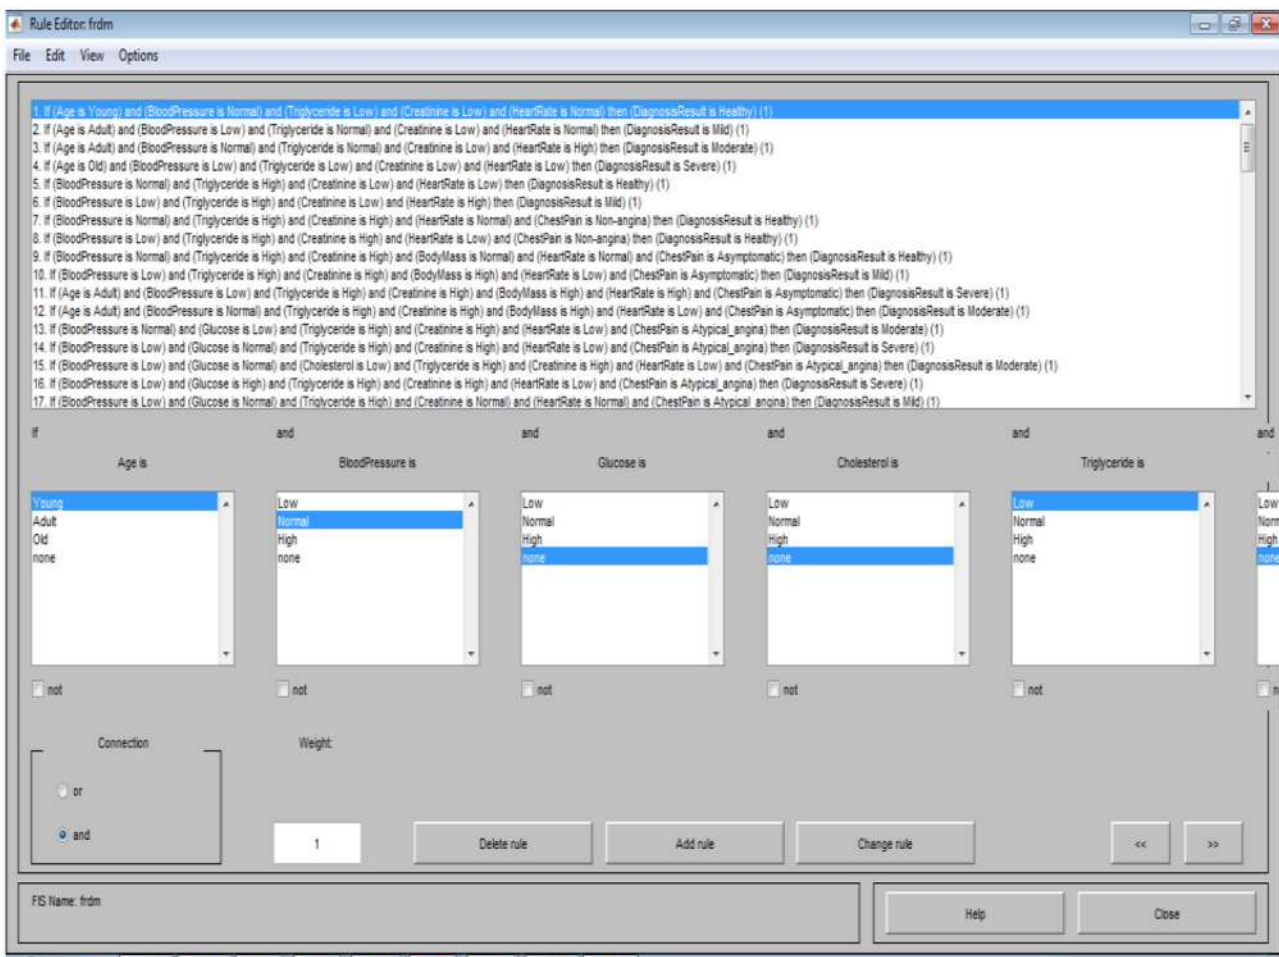 Rule Editor: frdm
File Edit View Options
1. If (Age is Young) and (BloodPressure is Normal) and (Triglyceride is Low) and (Creatinine is Low) and (HeartRate is Normal) then (DiagnosisResult is Healthy) (1)
2. If (Age is Adult) and (BloodPressure is Low) and (Triglyceride is Normal) and (Creatinine is Low) and (HeartRate is Normal) then (DiagnosisResult is Mild) (1)
3. If (Age is Adult) and (BloodPressure is Normal) and (Triglyceride is Normal) and (Creatinine is Low) and (HeartRate is High) then (DiagnosisResult is Moderate) (1)
4. If (Age is Old) and (BloodPressure is Low) and (Triglyceride is Low) and (Creatinine is Low) and (HeartRate is Low) then (DiagnosisResult is Severe) (1)
5. If (BloodPressure is Normal) and (Triglyceride is High) and (Creatinine is Low) and (HeartRate is Low) then (DiagnosisResult is Healthy) (1)
6. If (BloodPressure is Low) and (Triglyceride is High) and (Creatinine is Low) and (HeartRate is High) then (DiagnosisResult is Mild) (1)
7. If (BloodPressure is Normal) and (Triglyceride is High) and (Creatinine is High) and (HeartRate is Normal) and (ChestPain is Non-angina) then (DiagnosisResult is Healthy) (1)
8. If (BloodPressure is Low) and (Triglyceride is High) and (Creatinine is High) and (HeartRate is Low) and (ChestPain is Non-angina) then (DiagnosisResult is Healthy) (1)
9. If (BloodPressure is Normal) and (Triglyceride is High) and (Creatinine is High) and (BodyMass is Normal) and (HeartRate is Normal) and (ChestPain is Asymptomatic) then (DiagnosisResult is Healthy) (1)
10. If (BloodPressure is Low) and (Triglyceride is High) and (Creatinine is High) and (BodyMass is High) and (HeartRate is Low) and (ChestPain is Asymptomatic) then (DiagnosisResult is Mild) (1)
11. If (Age is Adult) and (BloodPressure is Low) and (Triglyceride is High) and (Creatinine is High) and (BodyMass is High) and (HeartRate is High) and (ChestPain is Asymptomatic) then (DiagnosisResult is Severe) (1)
12. If (Age is Adult) and (BloodPressure is Normal) and (Triglyceride is High) and (Creatinine is High) and (BodyMass is High) and (HeartRate is Low) and (ChestPain is Asymptomatic) then (DiagnosisResult is Moderate) (1)
13. If (BloodPressure is Normal) and (Glucose is Low) and (Triglyceride is High) and (Creatinine is High) and (HeartRate is Low) and (ChestPain is Atypical_angina) then (DiagnosisResult is Moderate) (1)
14. If (BloodPressure is Low) and (Glucose is Normal) and (Triglyceride is High) and (Creatinine is High) and (HeartRate is Low) and (ChestPain is Atypical_angina) then (DiagnosisResult is Severe) (1)
15. If (BloodPressure is Low) and (Glucose is Normal) and (Cholesterol is Low) and (Triglyceride is High) and (Creatinine is High) and (HeartRate is Low) and (ChestPain is Atypical_angina) then (DiagnosisResult is Moderate) (1)
16. If (BloodPressure is Low) and (Glucose is High) and (Triglyceride is High) and (Creatinine is High) and (HeartRate is Low) and (ChestPain is Atypical_angina) then (DiagnosisResult is Severe) (1)
17. If (BloodPressure is Low) and (Glucose is Normal) and (Triglyceride is High) and (Creatinine is Normal) and (HeartRate is Normal) and (ChestPain is Atypical_angina) then (DiagnosisResult is Mild) (1)
If and and and and and
Age is BloodPressure is Glucose is Cholesterol is Triglyceride is
Young Low Low Low Low Low
Adult Normal Normal Normal Normal Norm
Old High High High High High
none none none none none none
not not not not not n
Connection Weight:
or
and 1 Delete rule Add rule Change rule << >>
FIS Name: frdm Help Close